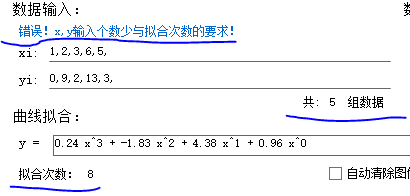 数据输入:
错误!x,y输入个数少与拟合次数的要求!
xi: 1,2,3,6,5,
yi: 0,9,2,13,3,
共: 5 组数据
曲线拟合:
y = 0.24 x^3 + -1.83 x^2 + 4.38 x^1 + 0.96 x^0
拟合次数: 8
自动清除图像